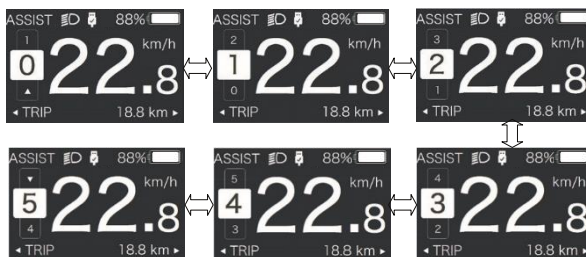 ASSIST 88%
1
0 22.8 km/h
▲
◂ TRIP 18.8 km ▸
ASSIST 88%
2
1 22.8 km/h
0
◂ TRIP 18.8 km ▸
ASSIST 88%
3
2 22.8 km/h
1
◂ TRIP 18.8 km ▸
ASSIST 88%
▼
5 22.8 km/h
4
◂ TRIP 18.8 km ▸
ASSIST 88%
5
4 22.8 km/h
3
◂ TRIP 18.8 km ▸
ASSIST 88%
4
3 22.8 km/h
2
◂ TRIP 18.8 km ▸